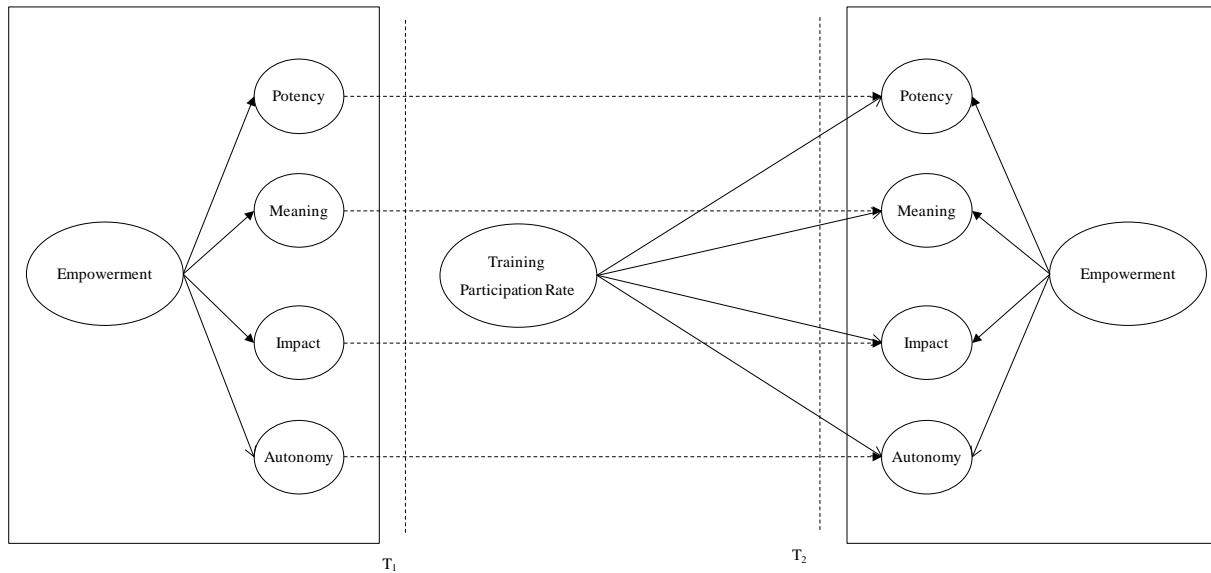 Potency
Meaning
Empowerment
Impact
Autonomy
T1
Training
Participation Rate
T2
Potency
Meaning
Empowerment
Impact
Autonomy